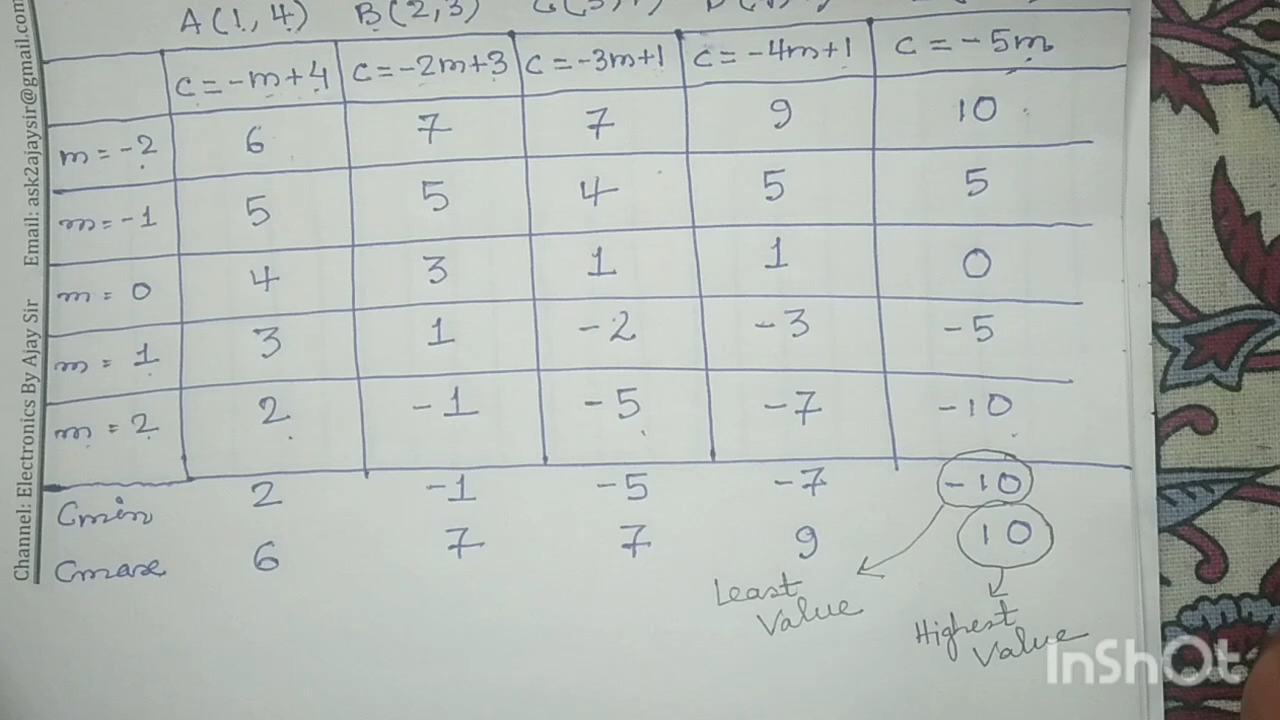 A(1,4) B(2,3)
c=-m+4 c=-2m+3 c=-3m+1 c=-4m+1 c=-5m
m=-2 6 7 7 9 10
m=-1 5 5 4 5 5
m=0 4 3 1 1 0
m=1 3 1 -2 -3 -5
m=2 2 -1 -5 -7 -10
Cmin 2 -1 -5 -7 -10
Cmax 6 7 7 9 10
Least Value
Highest Value
Channel: Electronics By Ajay Sir Email: ask2ajaysir@gmail.com
InShOt